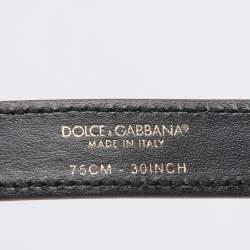 DOLCE & GABBANA
MADE IN ITALY
75CM - 30INCH